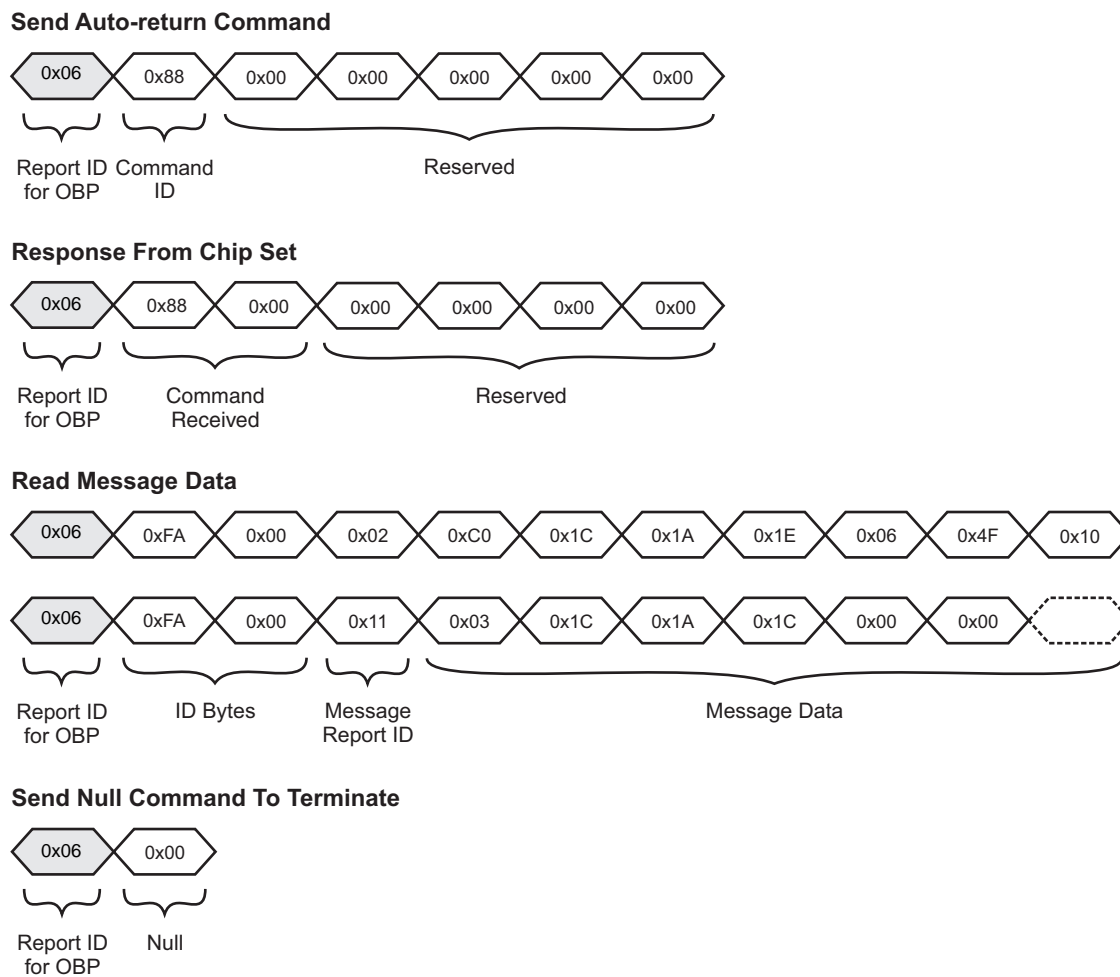 Send Auto-return Command
0x06 0x88 0x00 0x00 0x00 0x00 0x00
Report ID for OBP
Command ID
Reserved
Response From Chip Set
0x06 0x88 0x00 0x00 0x00 0x00 0x00
Report ID for OBP
Command Received
Reserved
Read Message Data
0x06 0xFA 0x00 0x02 0xC0 0x1C 0x1A 0x1E 0x06 0x4F 0x10
0x06 0xFA 0x00 0x11 0x03 0x1C 0x1A 0x1C 0x00 0x00
Report ID for OBP
ID Bytes
Message Report ID
Message Data
Send Null Command To Terminate
0x06 0x00
Report ID for OBP
Null